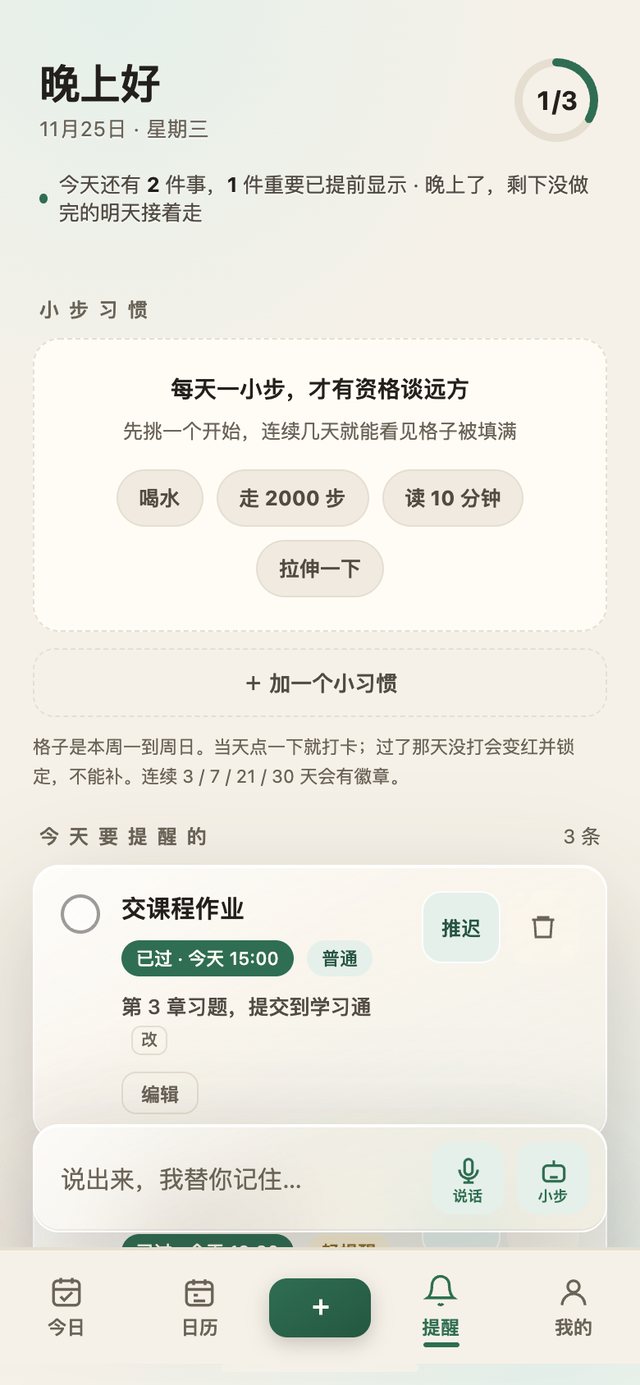 晚上好
1/3
11月25日 · 星期三
今天还有 2 件事，1 件重要已提前显示 · 晚上了，剩下没做
完的明天接着走
小步习惯
每天一小步，才有资格谈远方
先挑一个开始，连续几天就能看见格子被填满
喝水
走 2000 步
读 10 分钟
拉伸一下
+ 加一个小习惯
格子是本周一到周日。当天点一下就打卡；过了那天没打会变红并锁
定，不能补。连续 3 / 7 / 21 / 30 天会有徽章。
今天要提醒的
3 条
交课程作业
推迟
已过 · 今天 15:00
普通
第 3 章习题，提交到学习通
改
编辑
说出来，我替你记住...
说话
小步
今日
日历
+
提醒
我的